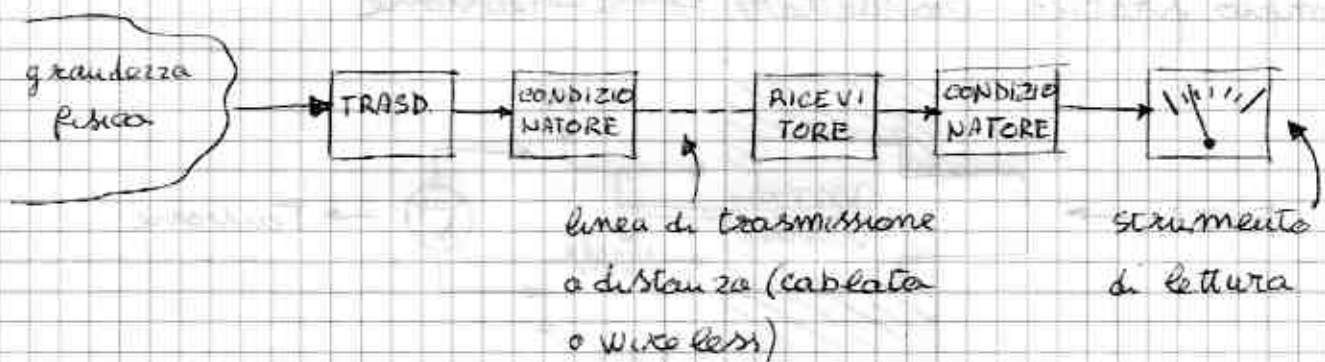 grandezza
fisica
TRASD.
CONDIZIO
NATORE
RICEVI
TORE
CONDIZIO
NATORE
linea di trasmissione
a distanza (cablata
o wireless)
strumento
di lettura